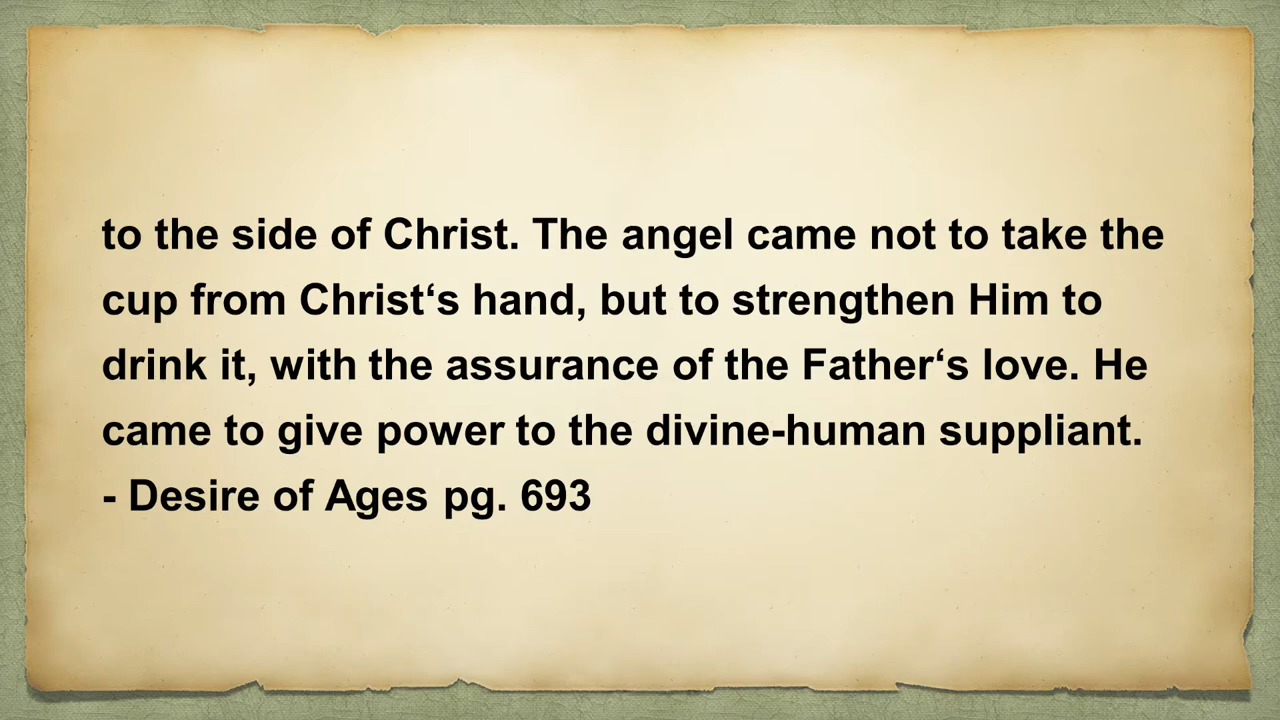 to the side of Christ. The angel came not to take the
cup from Christ‘s hand, but to strengthen Him to
drink it, with the assurance of the Father‘s love. He
came to give power to the divine-human suppliant.
- Desire of Ages pg. 693